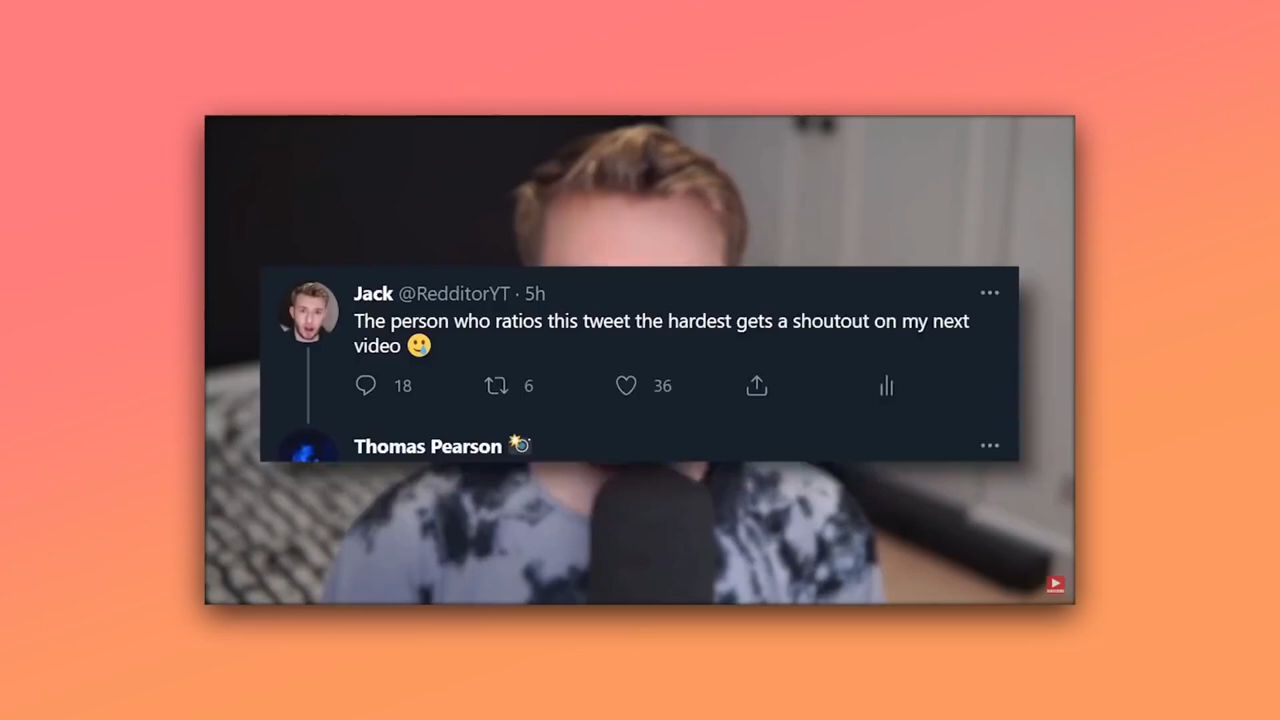 Jack @RedditorYT · 5h
The person who ratios this tweet the hardest gets a shoutout on my next
video 🥲
18 6 36
Thomas Pearson 📸